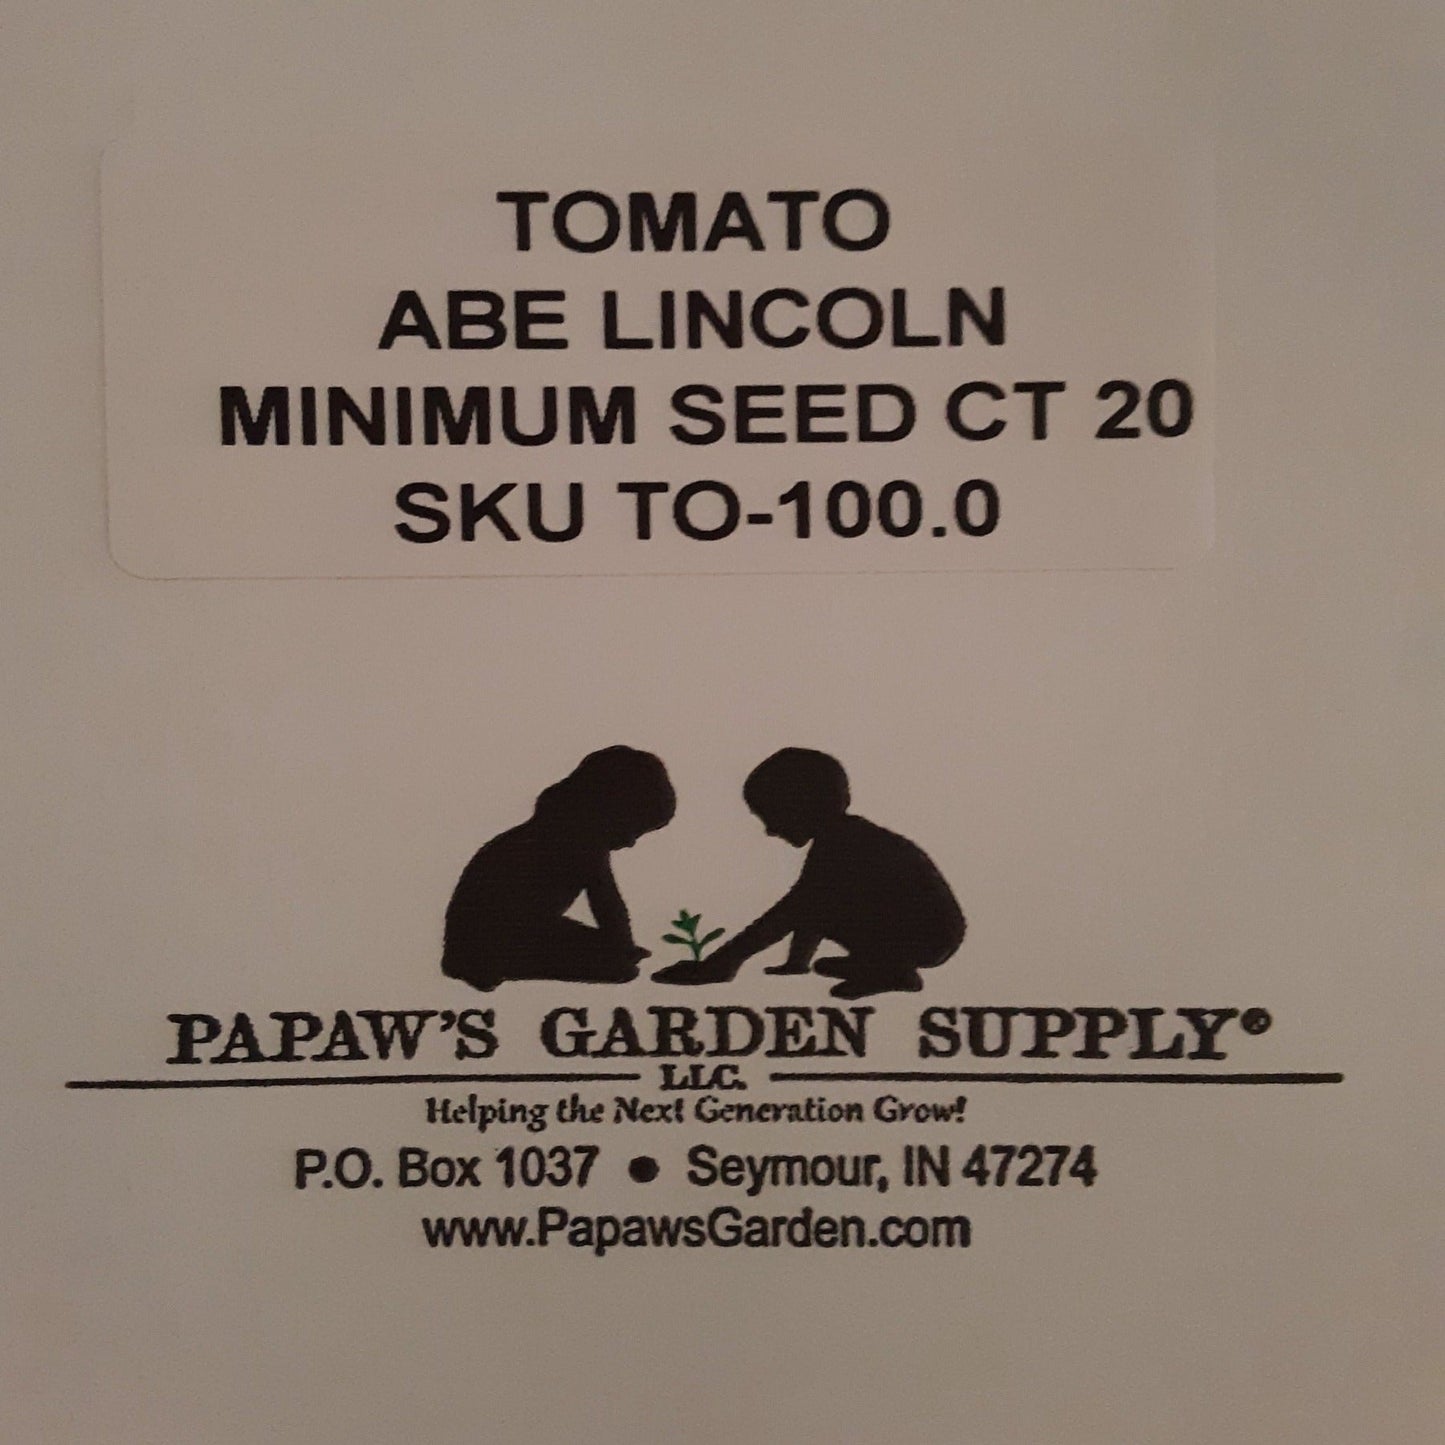 TOMATO
ABE LINCOLN
MINIMUM SEED CT 20
SKU TO-100.0
PAPAW'S GARDEN SUPPLY®
LLC.
Helping the Next Generation Grow!
P.O. Box 1037 ● Seymour, IN 47274
www.PapawsGarden.com